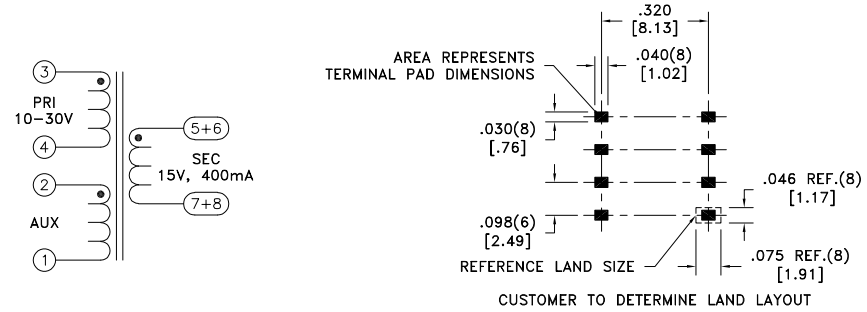 3
PRI
10-30V
4
2
AUX
1
5+6
SEC
15V, 400mA
7+8
.320
[8.13]
AREA REPRESENTS
TERMINAL PAD DIMENSIONS
.040(8)
[1.02]
.030(8)
[.76]
.098(6)
[2.49]
.046 REF.(8)
[1.17]
REFERENCE LAND SIZE
.075 REF.(8)
[1.91]
CUSTOMER TO DETERMINE LAND LAYOUT